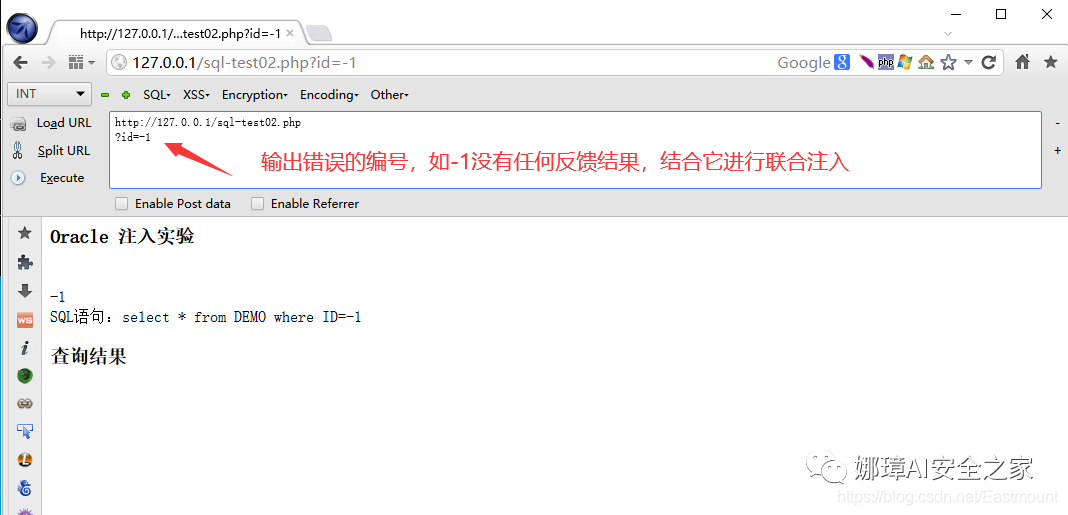 http://127.0.0.1/...test02.php?id=-1
127.0.0.1/sql-test02.php?id=-1
Google
8
php
INT
SQL
XSS
Encryption
Encoding
Other
Load URL
http://127.0.0.1/sql-test02.php
?id=-1
Split URL
Execute
输出错误的编号，如-1没有任何反馈结果，结合它进行联合注入
Enable Post data
Enable Referrer
Oracle 注入实验
-1
SQL语句：select * from DEMO where ID=-1
查询结果
娜璋AI安全之家
https://blog.csdn.net/Eastmount